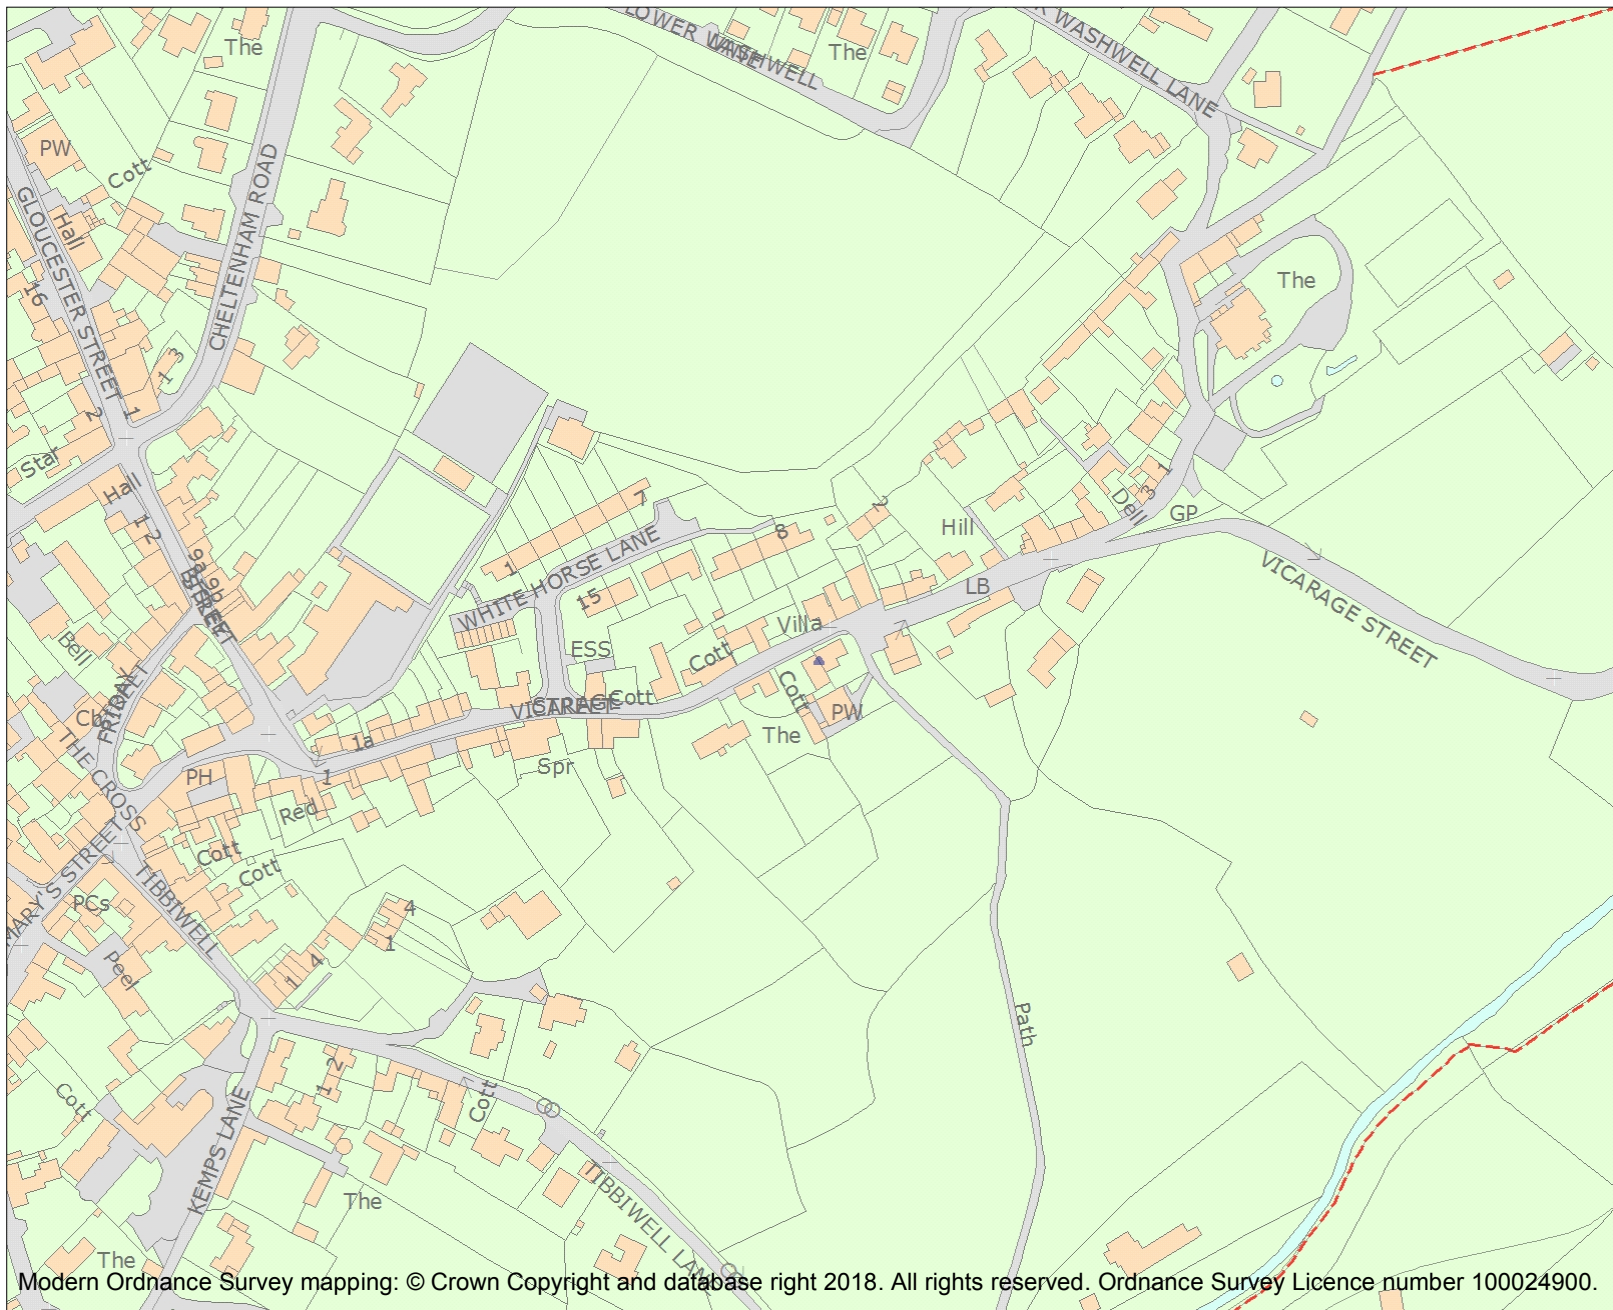 LOWER WASHWELL
LANE
WASHWELL LANE
The
The
PW
Cott
Hall
GLOUCESTER STREET
CHELTENHAM ROAD
16
The
3
1
2
1
Star
Hall
1
2
7
2
1
3
Dell
GP
Hill
8
1
WHITE HORSE LANE
15
LB
VICARAGE STREET
9a
9b
STREET
Bell
ESS
Villa
Cott
Cott
Cott
VICARAGE
STREET
PW
The
FRIDAY
THE CROSS
1a
1
PH
Spr
Red
Cott
Cott
MARY'S STREET
TIBBIWELL
PCs
4
1
4
1
Peel
Path
2
1
Cott
Cott
KEMPS LANE
The
TIBBIWELL LANE
The
Modern Ordnance Survey mapping: © Crown Copyright and database right 2018. All rights reserved. Ordnance Survey Licence number 100024900.